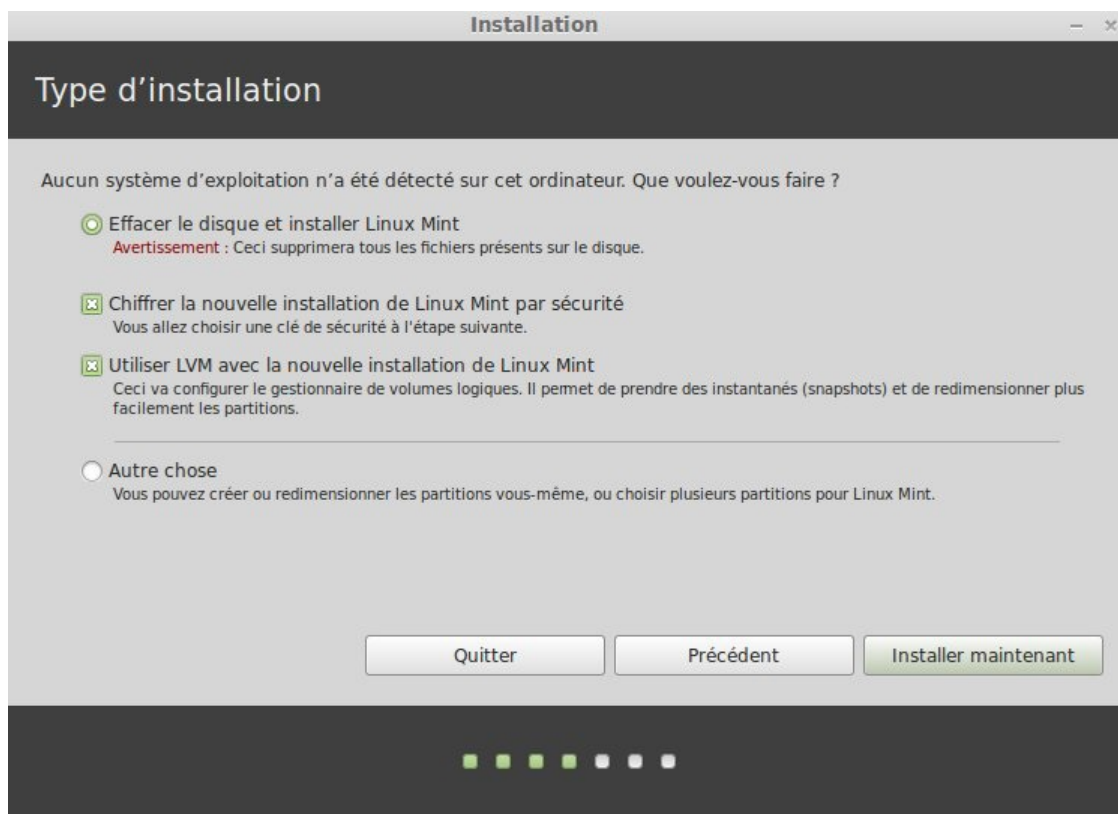 Installation
Type d’installation
Aucun système d’exploitation n’a été détecté sur cet ordinateur. Que voulez-vous faire ?
Effacer le disque et installer Linux Mint
Avertissement : Ceci supprimera tous les fichiers présents sur le disque.
Chiffrer la nouvelle installation de Linux Mint par sécurité
Vous allez choisir une clé de sécurité à l'étape suivante.
Utiliser LVM avec la nouvelle installation de Linux Mint
Ceci va configurer le gestionnaire de volumes logiques. Il permet de prendre des instantanés (snapshots) et de redimensionner plus
facilement les partitions.
Autre chose
Vous pouvez créer ou redimensionner les partitions vous-même, ou choisir plusieurs partitions pour Linux Mint.
Quitter
Précédent
Installer maintenant